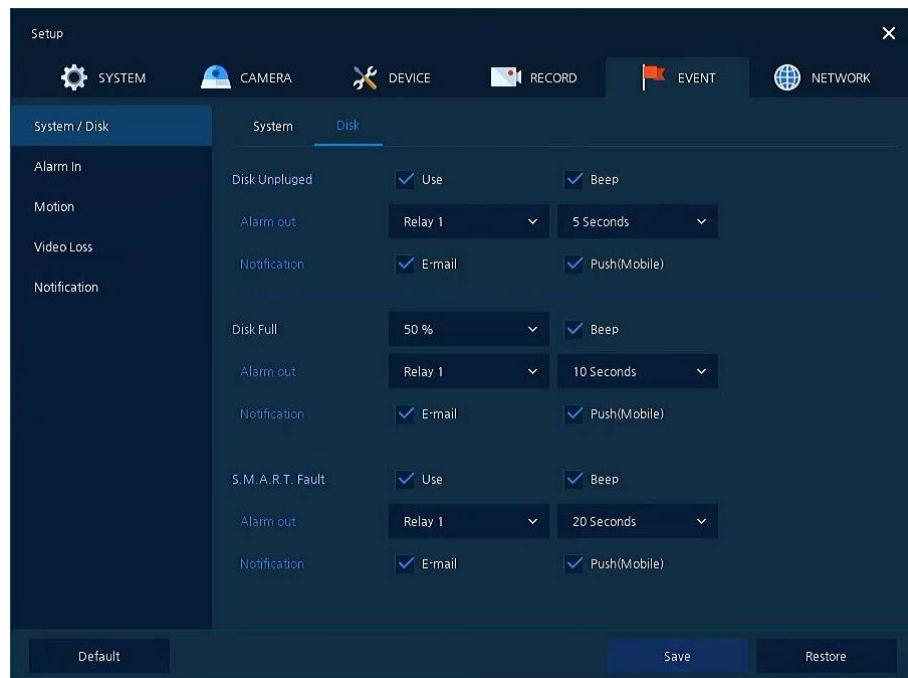 Setup
SYSTEM CAMERA DEVICE RECORD EVENT NETWORK
System / Disk System Disk
Alarm In
Motion
Video Loss
Notification
Disk Unpluged Use Beep
Alarm out Relay 1 5 Seconds
Notification E-mail Push(Mobile)
Disk Full 50 % Beep
Alarm out Relay 1 10 Seconds
Notification E-mail Push(Mobile)
S.M.A.R.T. Fault Use Beep
Alarm out Relay 1 20 Seconds
Notification E-mail Push(Mobile)
Default Save Restore